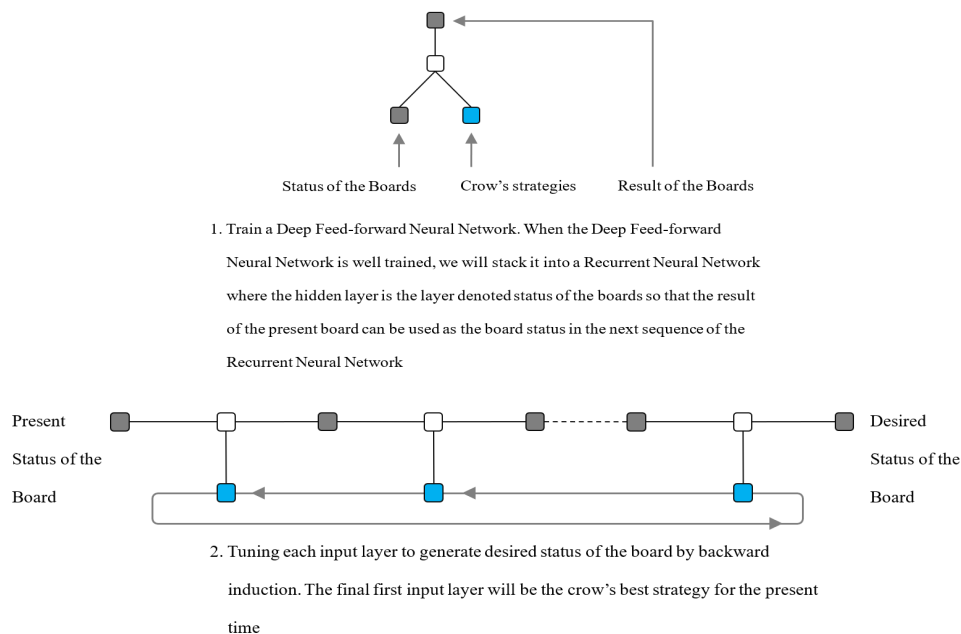 Status of the Boards Crow's strategies Result of the Boards
1. Train a Deep Feed-forward Neural Network. When the Deep Feed-forward
Neural Network is well trained, we will stack it into a Recurrent Neural Network
where the hidden layer is the layer denoted status of the boards so that the result
of the present board can be used as the board status in the next sequence of the
Recurrent Neural Network
Present
Status of the
Board
Desired
Status of the
Board
2. Tuning each input layer to generate desired status of the board by backward
induction. The final first input layer will be the crow's best strategy for the present
time